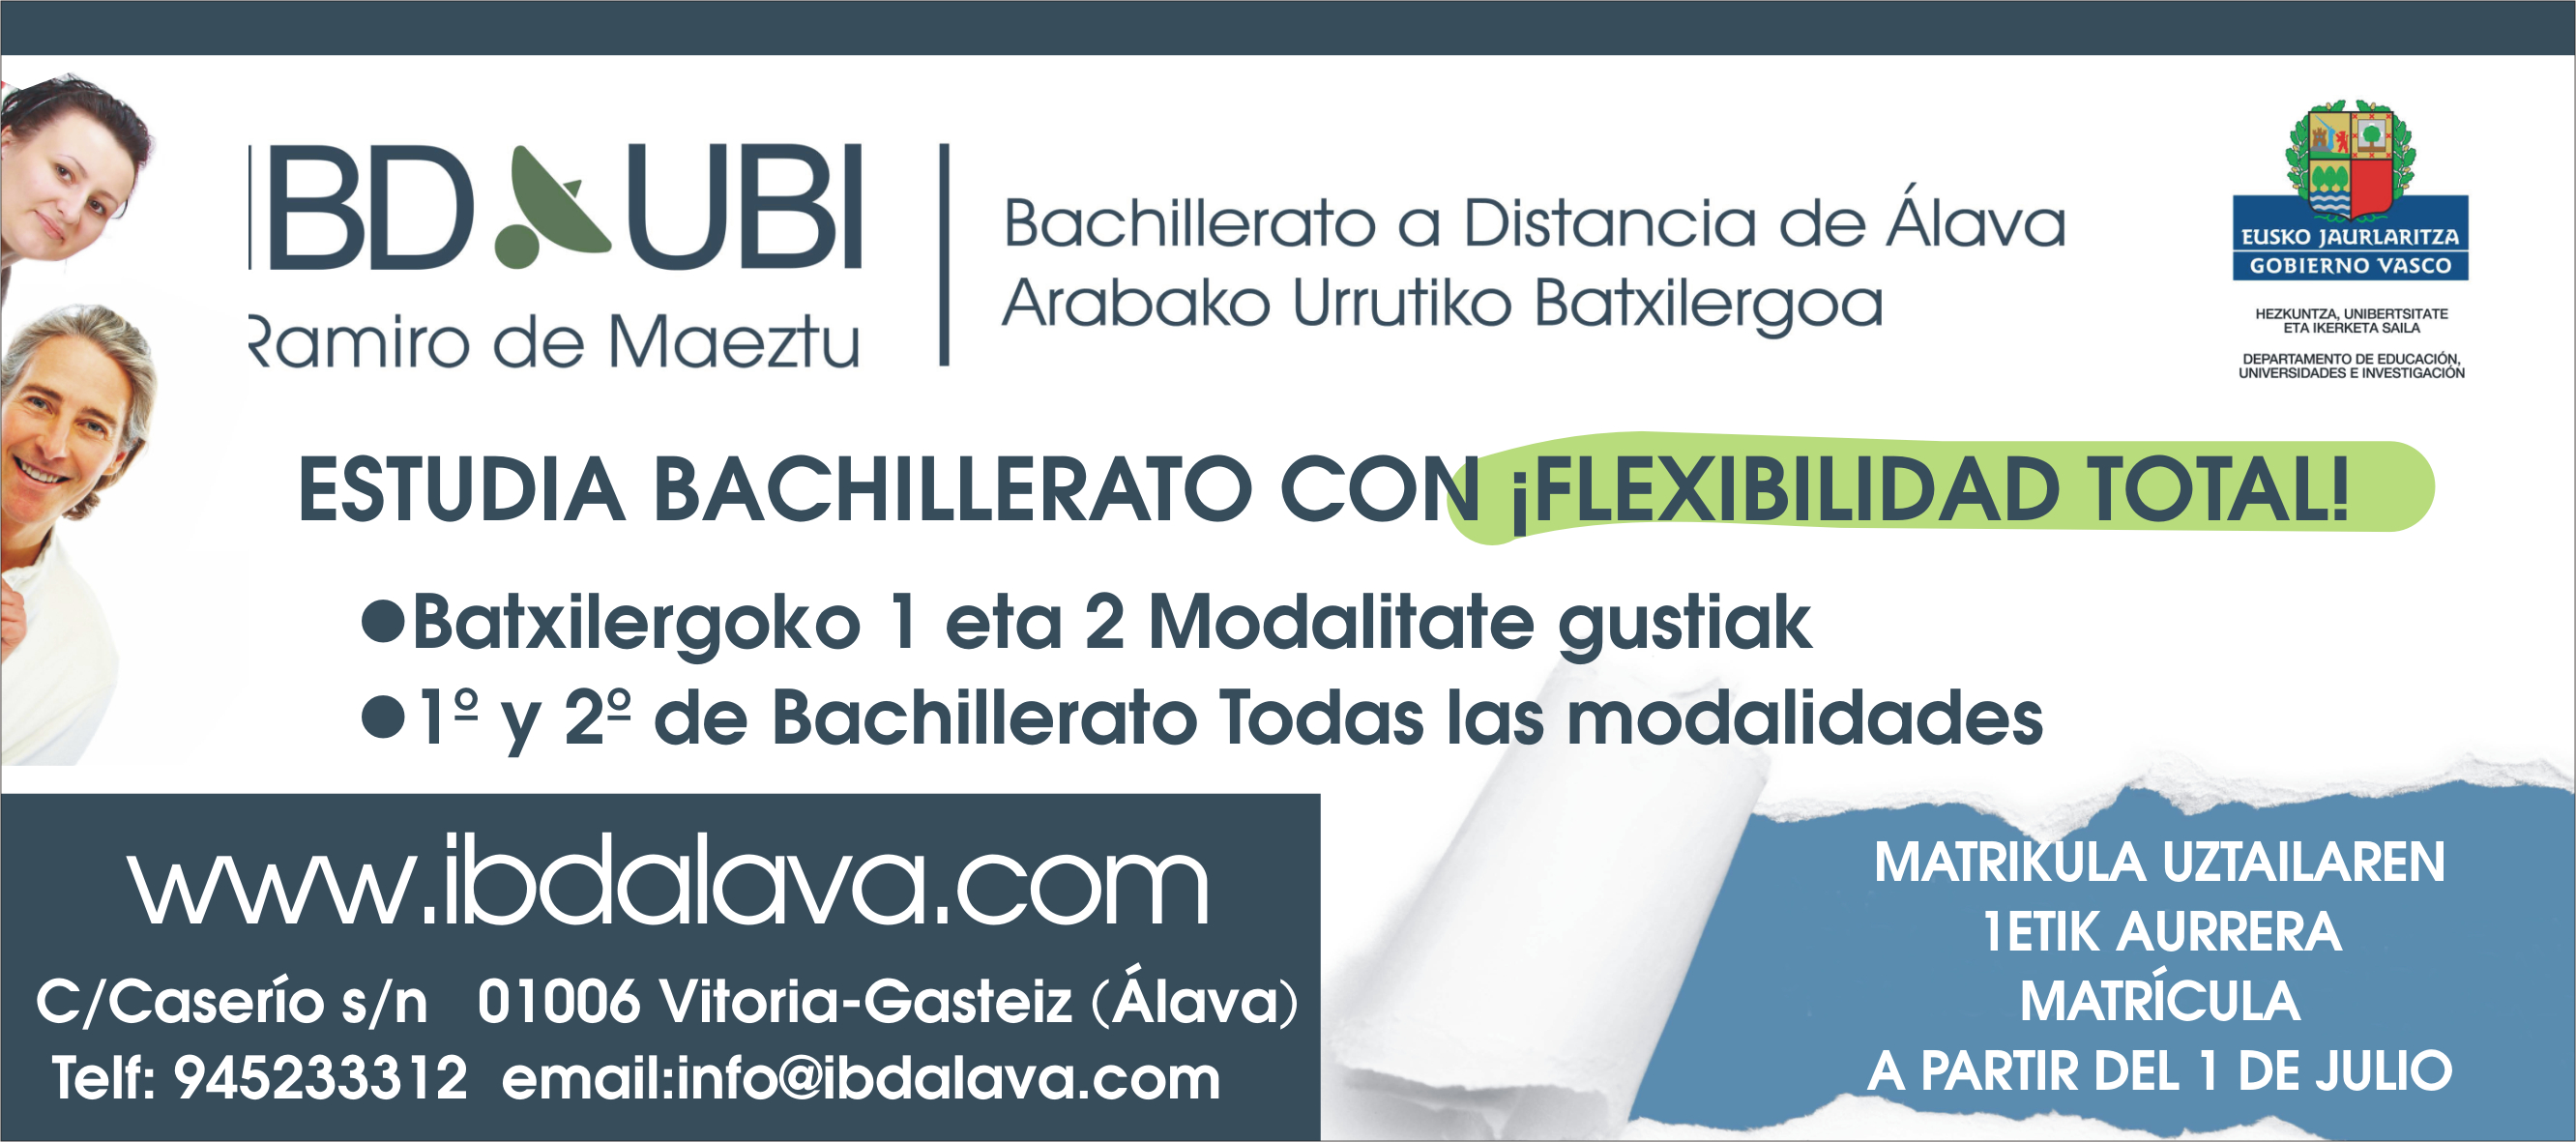 IBD UBI
Ramiro de Maeztu
Bachillerato a Distancia de Álava
Arabako Urrutiko Batxilergoa
EUSKO JAURLARITZA
GOBIERNO VASCO
HEZKUNTZA, UNIBERTSITATE
ETA IKERKETA SAILA
DEPARTAMENTO DE EDUCACIÓN,
UNIVERSIDADES E INVESTIGACIÓN
ESTUDIA BACHILLERATO CON ¡FLEXIBILIDAD TOTAL!
●Batxilergoko 1 eta 2 Modalitate gustiak
●1º y 2º de Bachillerato Todas las modalidades
www.ibdalava.com
C/Caserío s/n 01006 Vitoria-Gasteiz (Álava)
Telf: 945233312 email:info@ibdalava.com
MATRIKULA UZTAILAREN
1ETIK AURRERA
MATRÍCULA
A PARTIR DEL 1 DE JULIO